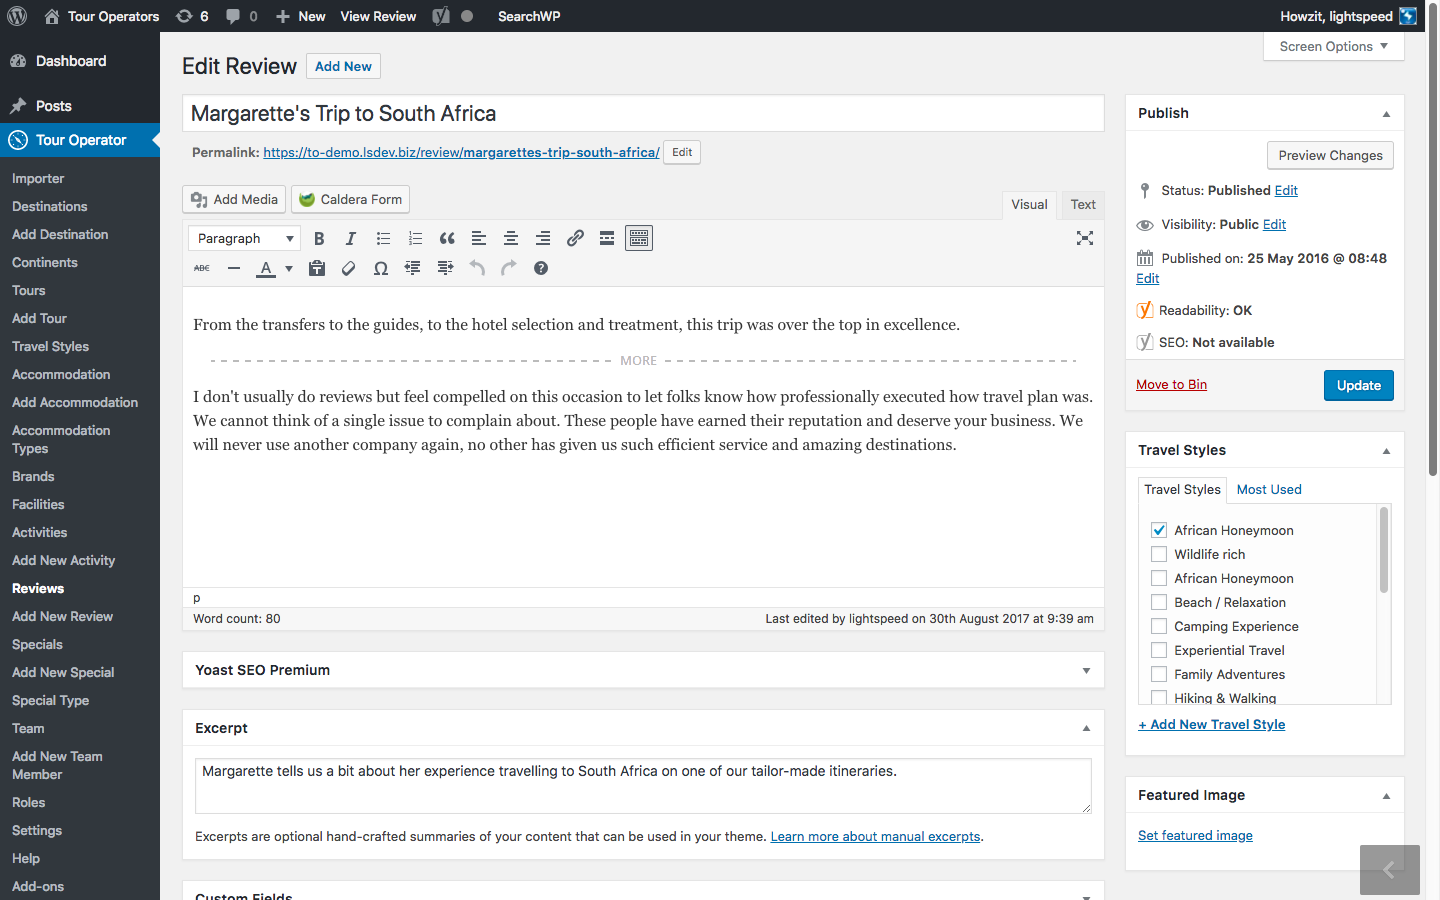 Tour Operators 6 0 New View Review SearchWP Howzit, lightspeed
Screen Options
Dashboard
Posts
Tour Operator
Importer
Destinations
Add Destination
Continents
Tours
Add Tour
Travel Styles
Accommodation
Add Accommodation
Accommodation
Types
Brands
Facilities
Activities
Add New Activity
Reviews
Add New Review
Specials
Add New Special
Special Type
Team
Add New Team
Member
Roles
Settings
Help
Add-ons
Edit Review Add New
Margarette's Trip to South Africa
Permalink: https://to-demo.lsdev.biz/review/margarettes-trip-south-africa/ Edit
Add Media Caldera Form Visual Text
Paragraph B I
ABC A Ω
From the transfers to the guides, to the hotel selection and treatment, this trip was over the top in excellence.
MORE
I don't usually do reviews but feel compelled on this occasion to let folks know how professionally executed how travel plan was.
We cannot think of a single issue to complain about. These people have earned their reputation and deserve your business. We
will never use another company again, no other has given us such efficient service and amazing destinations.
p
Word count: 80 Last edited by lightspeed on 30th August 2017 at 9:39 am
Yoast SEO Premium
Excerpt
Margarette tells us a bit about her experience travelling to South Africa on one of our tailor-made itineraries.
Excerpts are optional hand-crafted summaries of your content that can be used in your theme. Learn more about manual excerpts.
Custom Fields
Publish
Preview Changes
Status: Published Edit
Visibility: Public Edit
Published on: 25 May 2016 @ 08:48
Edit
Readability: OK
SEO: Not available
Move to Bin Update
Travel Styles
Travel Styles Most Used
African Honeymoon
Wildlife rich
African Honeymoon
Beach / Relaxation
Camping Experience
Experiential Travel
Family Adventures
Hiking & Walking
+ Add New Travel Style
Featured Image
Set featured image